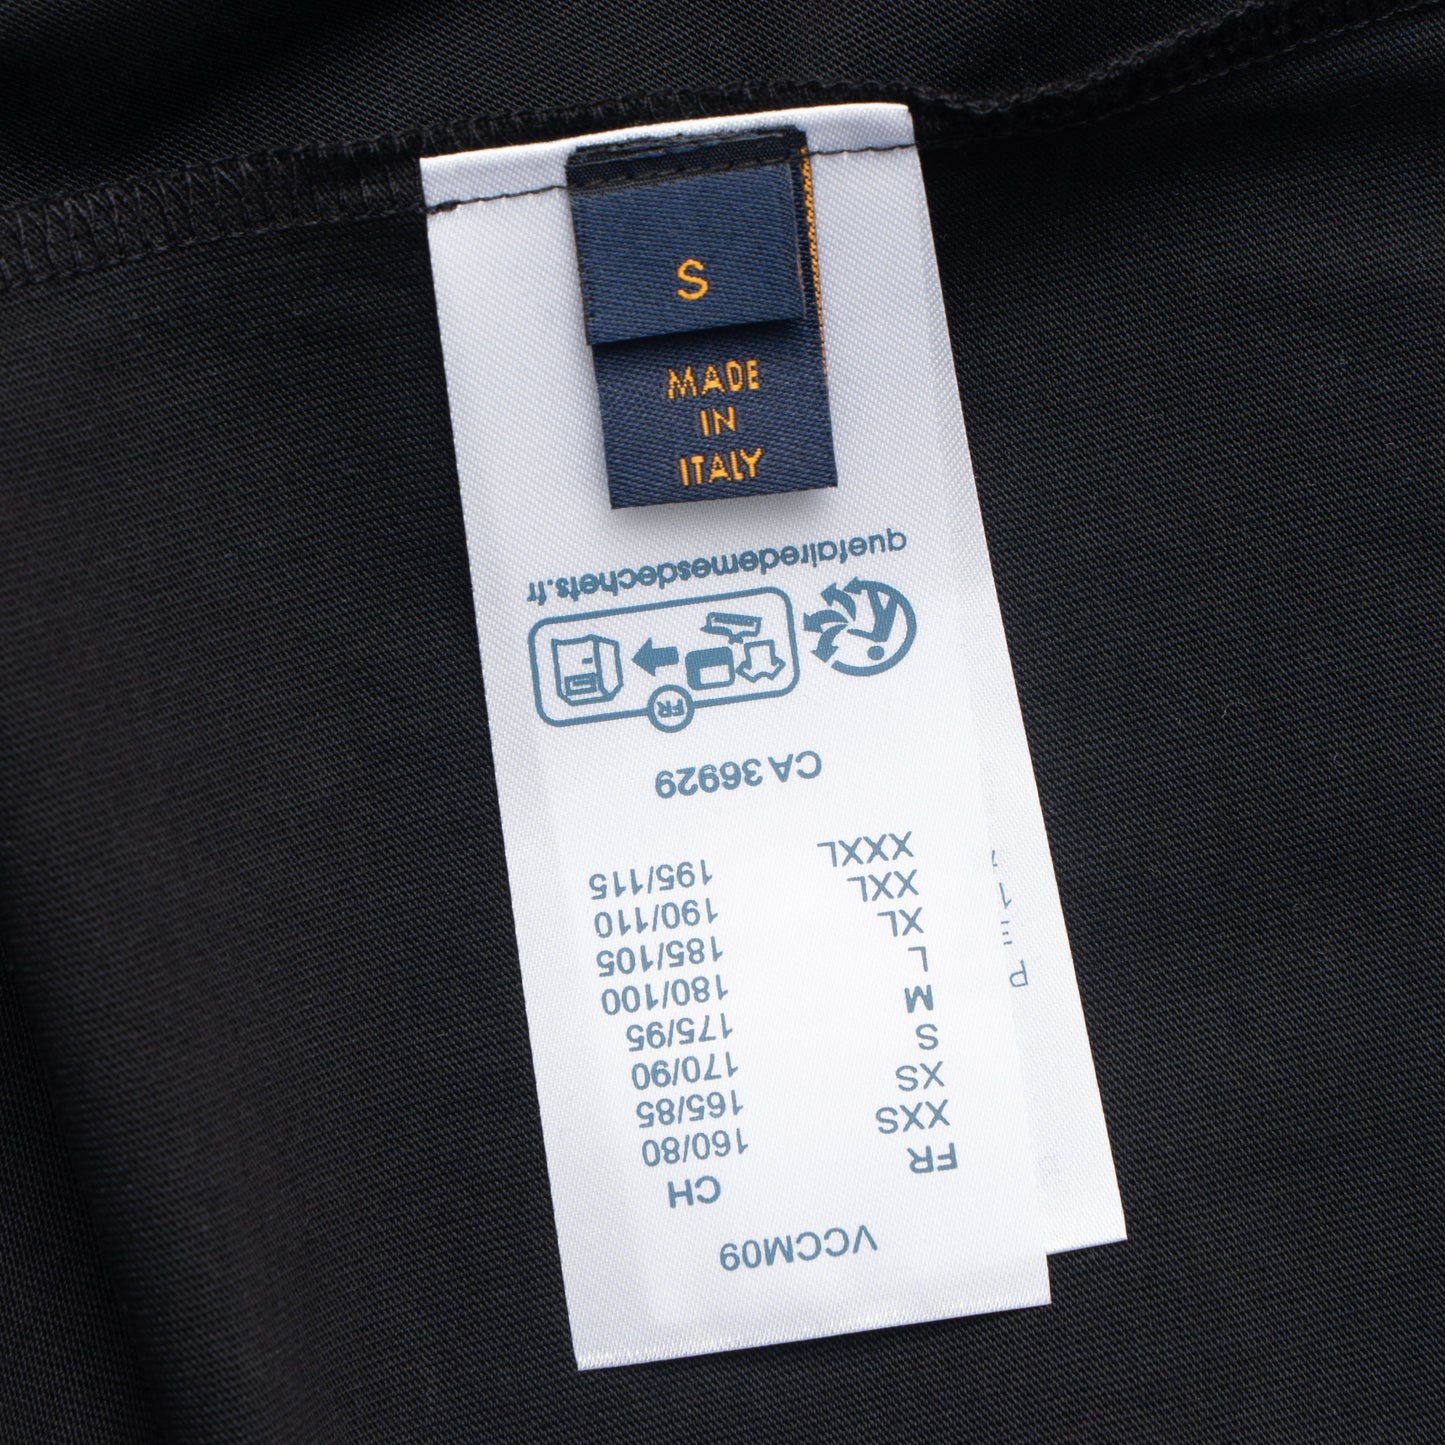 S
MADE
IN
ITALY
VCCM09
FR CH
XXS 160/80
XS 165/85
S 170/90
M 175/95
L 180/100
XL 185/105
XXL 190/110
XXXL 195/115
CA 36929
FR
quefairedemesdechets.fr